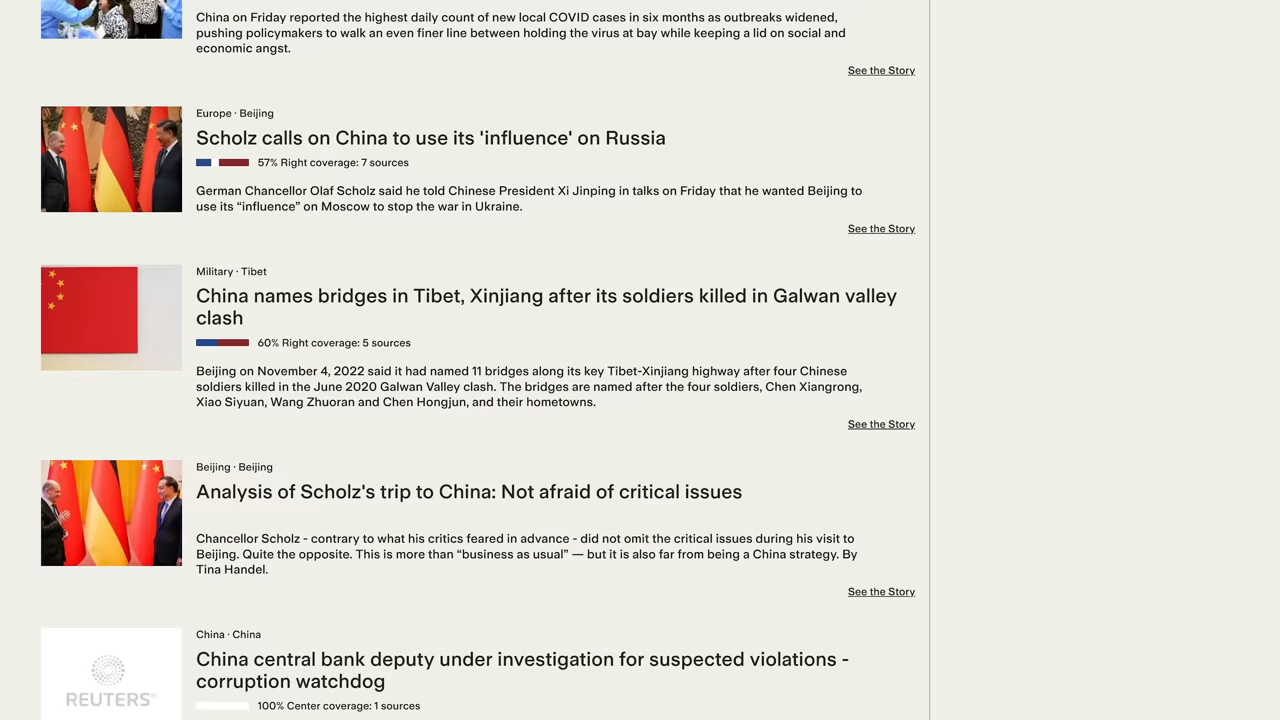 China on Friday reported the highest daily count of new local COVID cases in six months as outbreaks widened,
pushing policymakers to walk an even finer line between holding the virus at bay while keeping a lid on social and
economic angst.
See the Story
Europe · Beijing
Scholz calls on China to use its 'influence' on Russia
57% Right coverage: 7 sources
German Chancellor Olaf Scholz said he told Chinese President Xi Jinping in talks on Friday that he wanted Beijing to
use its “influence” on Moscow to stop the war in Ukraine.
See the Story
Military · Tibet
China names bridges in Tibet, Xinjiang after its soldiers killed in Galwan valley
clash
60% Right coverage: 5 sources
Beijing on November 4, 2022 said it had named 11 bridges along its key Tibet-Xinjiang highway after four Chinese
soldiers killed in the June 2020 Galwan Valley clash. The bridges are named after the four soldiers, Chen Xiangrong,
Xiao Siyuan, Wang Zhuoran and Chen Hongjun, and their hometowns.
See the Story
Beijing · Beijing
Analysis of Scholz's trip to China: Not afraid of critical issues
Chancellor Scholz - contrary to what his critics feared in advance - did not omit the critical issues during his visit to
Beijing. Quite the opposite. This is more than “business as usual” — but it is also far from being a China strategy. By
Tina Handel.
See the Story
China · China
China central bank deputy under investigation for suspected violations -
corruption watchdog
REUTERS
100% Center coverage: 1 sources